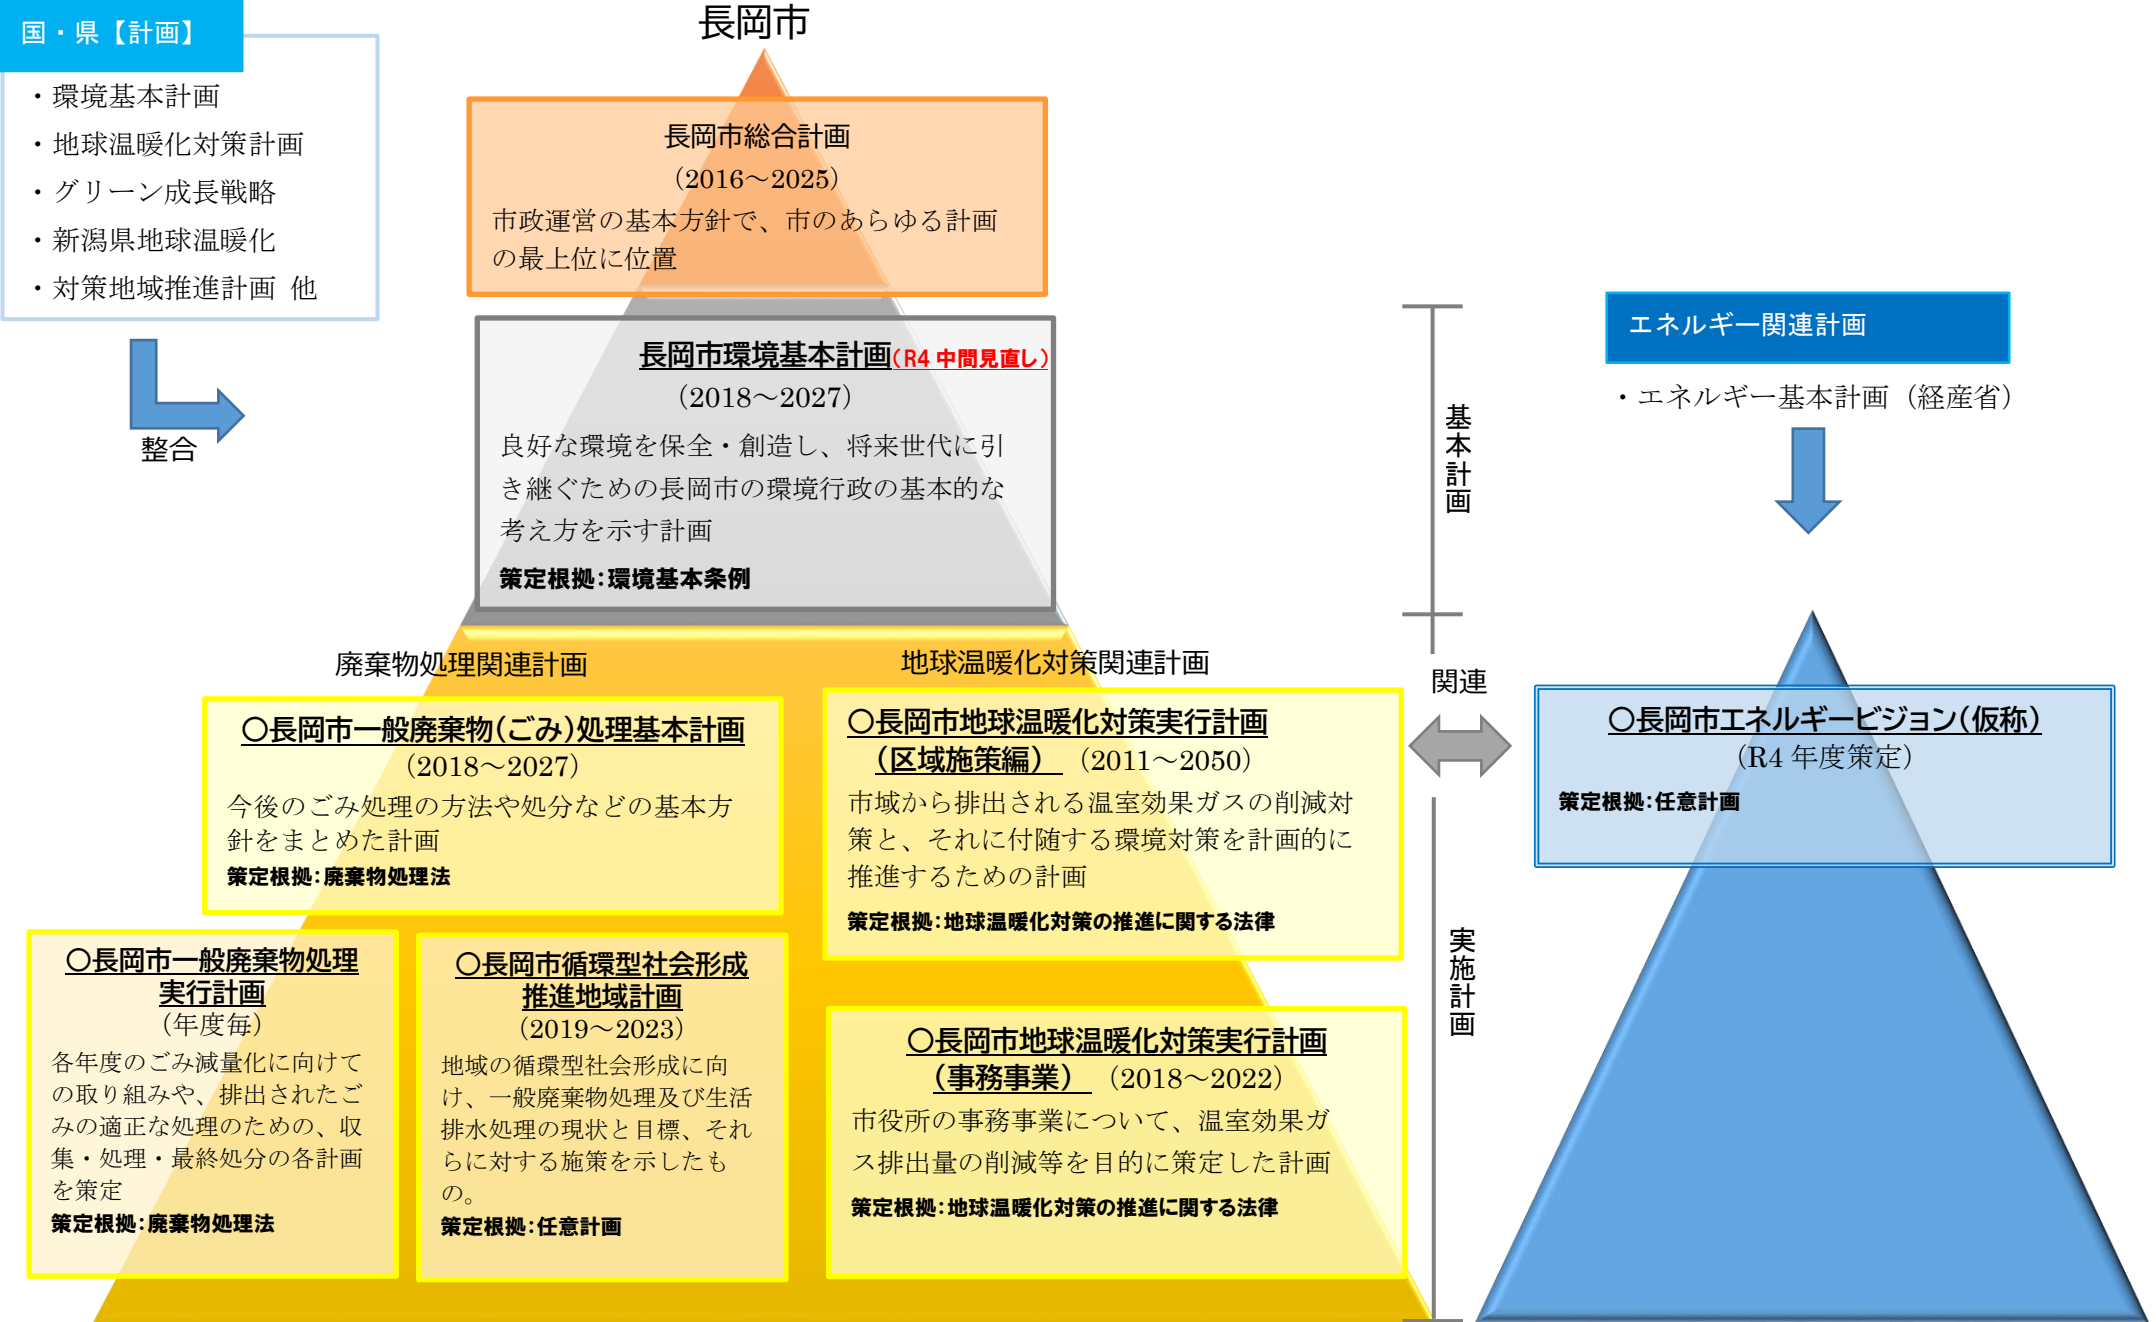 国・県【計画】
・環境基本計画
・地球温暖化対策計画
・グリーン成長戦略
・新潟県地球温暖化
・対策地域推進計画 他
整合
長岡市
長岡市総合計画
（2016～2025）
市政運営の基本方針で、市のあらゆる計画
の最上位に位置
長岡市環境基本計画（R4 中間見直し）
（2018～2027）
良好な環境を保全・創造し、将来世代に引
き継ぐための長岡市の環境行政の基本的な
考え方を示す計画
策定根拠：環境基本条例
基本計画
エネルギー関連計画
・エネルギー基本計画（経産省）
廃棄物処理関連計画
〇長岡市一般廃棄物（ごみ）処理基本計画
（2018～2027）
今後のごみ処理の方法や処分などの基本方
針をまとめた計画
策定根拠：廃棄物処理法
〇長岡市一般廃棄物処理
実行計画
（年度毎）
各年度のごみ減量化に向けて
の取り組みや、排出されたご
みの適正な処理のための、収
集・処理・最終処分の各計画
を策定
策定根拠：廃棄物処理法
〇長岡市循環型社会形成
推進地域計画
（2019～2023）
地域の循環型社会形成に向
け、一般廃棄物処理及び生活
排水処理の現状と目標、それ
らに対する施策を示したも
の。
策定根拠：任意計画
地球温暖化対策関連計画
〇長岡市地球温暖化対策実行計画
（区域施策編）（2011～2050）
市域から排出される温室効果ガスの削減対
策と、それに付随する環境対策を計画的に
推進するための計画
策定根拠：地球温暖化対策の推進に関する法律
〇長岡市地球温暖化対策実行計画
（事務事業）（2018～2022）
市役所の事務事業について、温室効果ガ
ス排出量の削減等を目的に策定した計画
策定根拠：地球温暖化対策の推進に関する法律
関連
実施計画
〇長岡市エネルギービジョン（仮称）
（R4 年度策定）
策定根拠：任意計画